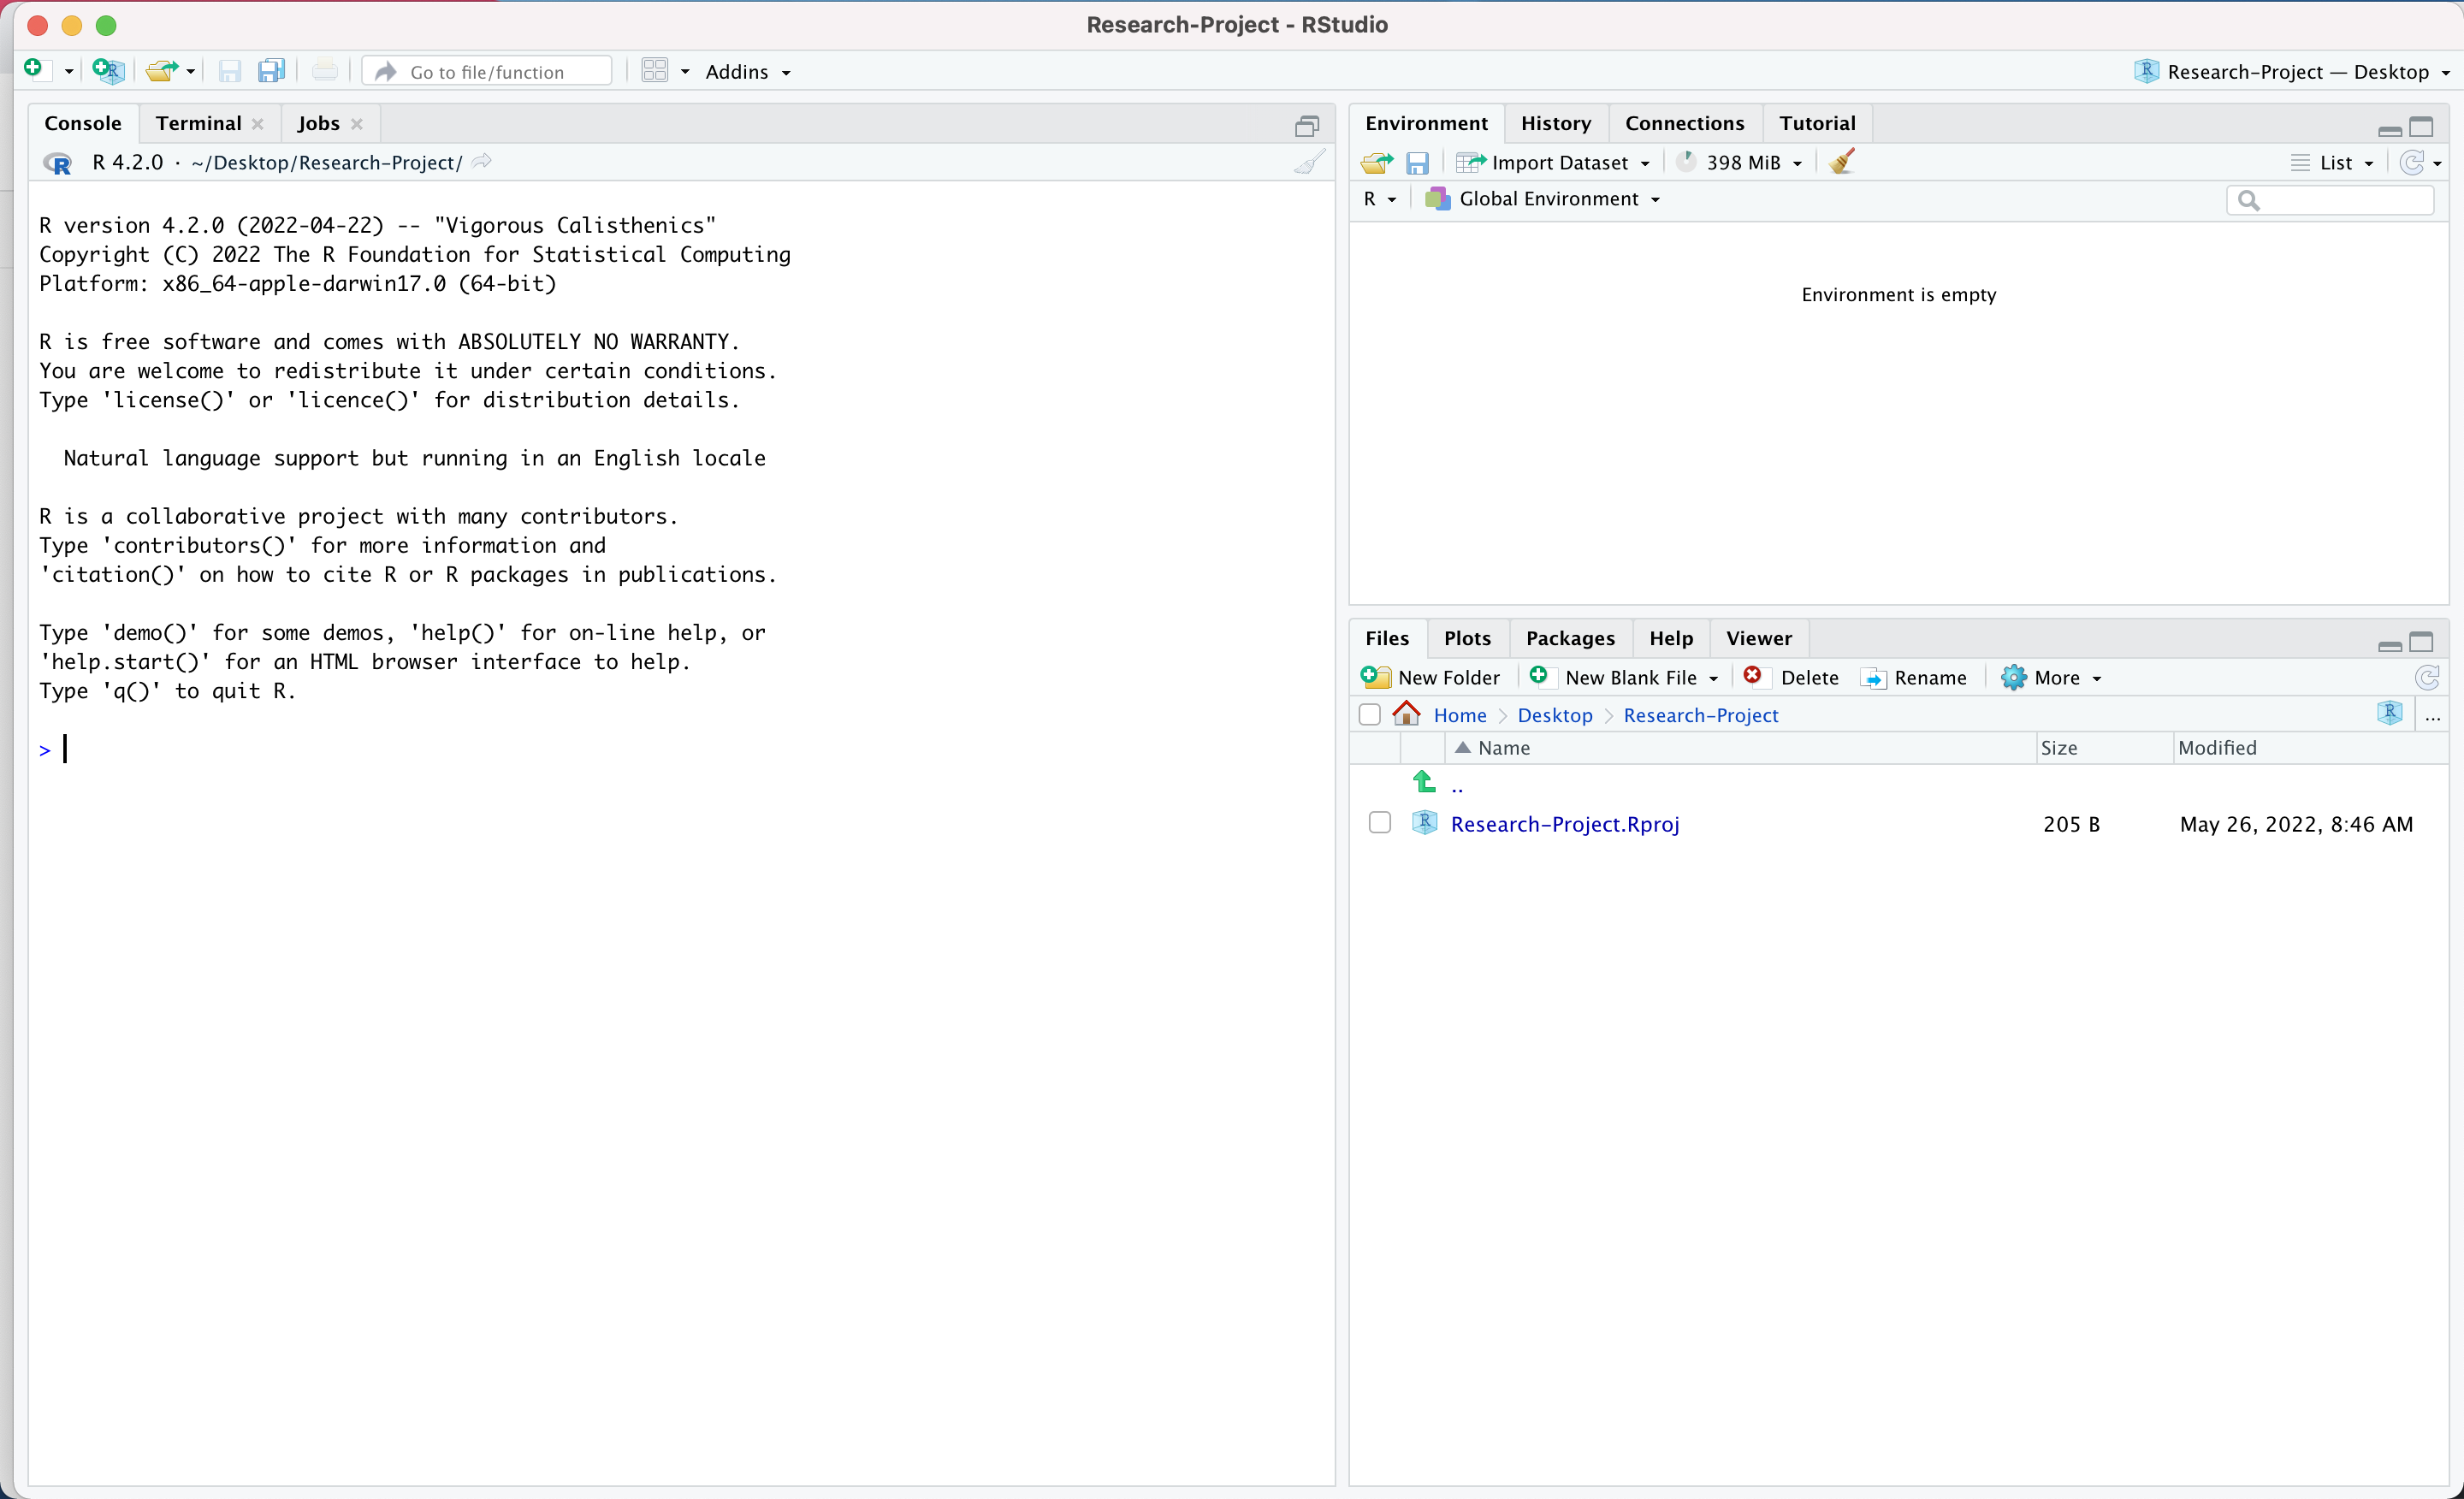 Research-Project - RStudio
Go to file/function
Addins
Research-Project — Desktop
Console Terminal Jobs
R 4.2.0 · ~/Desktop/Research-Project/
R version 4.2.0 (2022-04-22) -- "Vigorous Calisthenics"
Copyright (C) 2022 The R Foundation for Statistical Computing
Platform: x86_64-apple-darwin17.0 (64-bit)
R is free software and comes with ABSOLUTELY NO WARRANTY.
You are welcome to redistribute it under certain conditions.
Type 'license()' or 'licence()' for distribution details.
Natural language support but running in an English locale
R is a collaborative project with many contributors.
Type 'contributors()' for more information and
'citation()' on how to cite R or R packages in publications.
Type 'demo()' for some demos, 'help()' for on-line help, or
'help.start()' for an HTML browser interface to help.
Type 'q()' to quit R.
>
Environment History Connections Tutorial
Import Dataset 398 MiB List
R Global Environment
Environment is empty
Files Plots Packages Help Viewer
New Folder New Blank File Delete Rename More
Home Desktop Research-Project ...
Name Size Modified
..
Research-Project.Rproj 205 B May 26, 2022, 8:46 AM